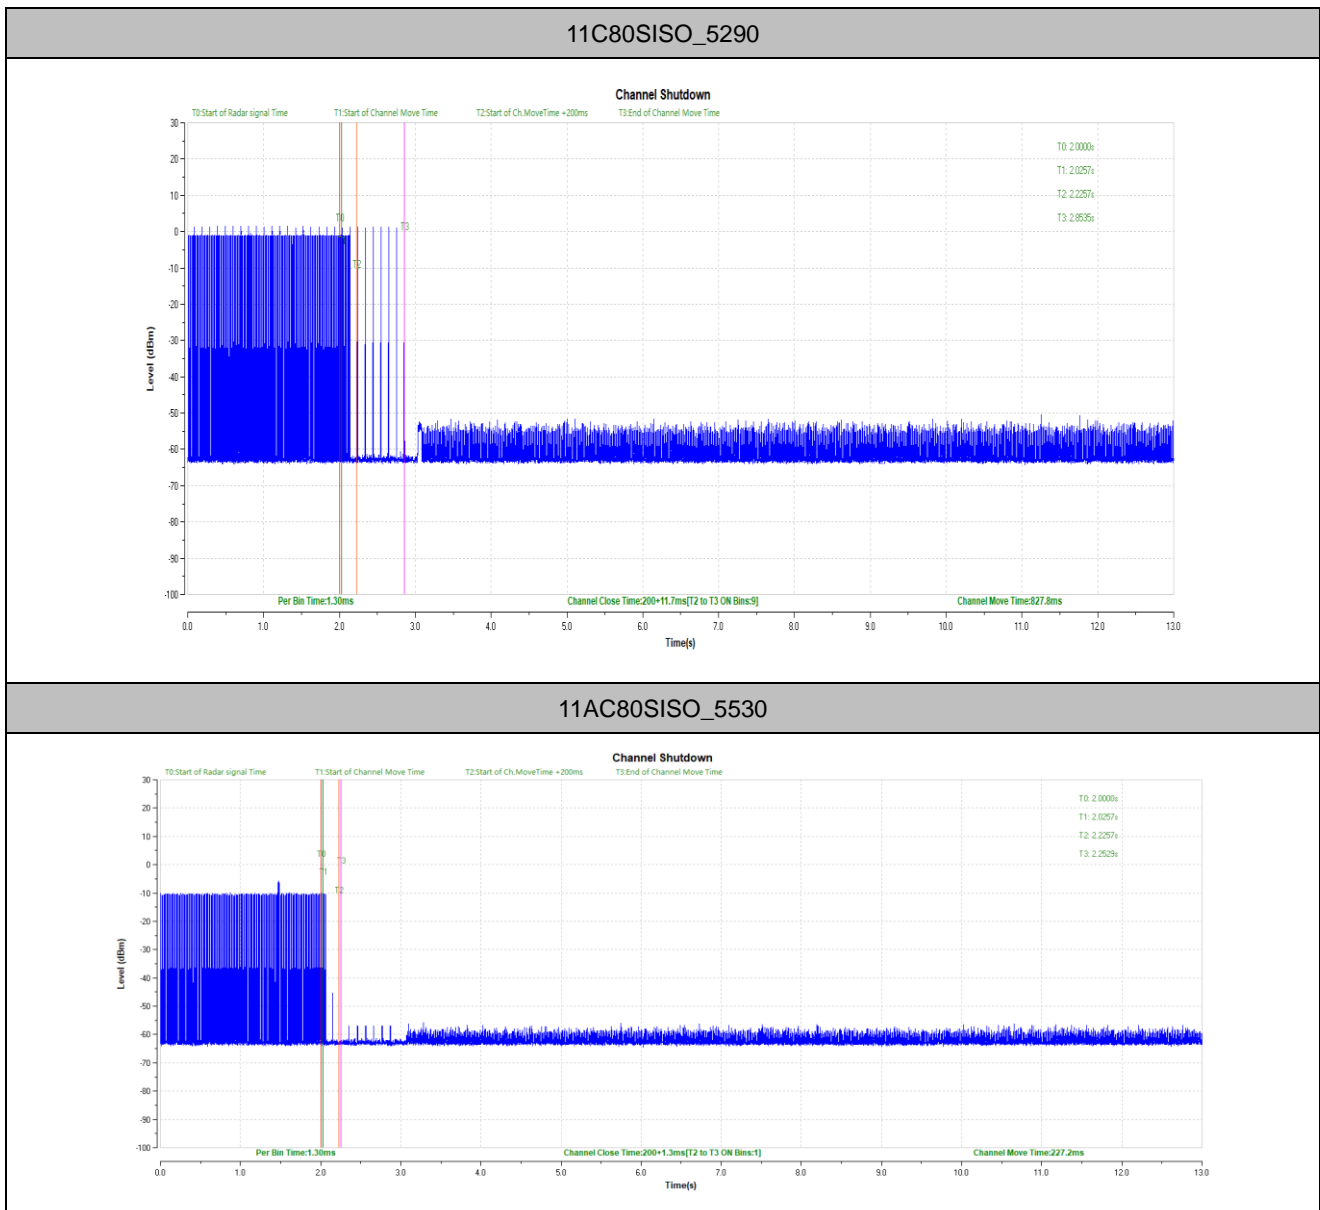 11C80SISO_5290
Channel Shutdown
T0:Start of Radar signal Time T1:Start of Channel Move Time T2:Start of Ch.MoveTime +200ms T3:End of Channel Move Time
30
20
10
0
-10
-20
-30
-40
-50
-60
-70
-80
-90
-100
Level (dBm)
T0: 2.0000s
T1: 2.0257s
T2: 2.2257s
T3: 2.8535s
T0
T3
T2
Per Bin Time:1.30ms Channel Close Time:200+11.7ms[T2 to T3 ON Bins:9] Channel Move Time:827.8ms
0.0 1.0 2.0 3.0 4.0 5.0 6.0 7.0 8.0 9.0 10.0 11.0 12.0 13.0
Time(s)
11AC80SISO_5530
Channel Shutdown
T0:Start of Radar signal Time T1:Start of Channel Move Time T2:Start of Ch.MoveTime +200ms T3:End of Channel Move Time
30
20
10
0
-10
-20
-30
-40
-50
-60
-70
-80
-90
-100
Level (dBm)
T0: 2.0000s
T1: 2.0257s
T2: 2.2257s
T3: 2.2529s
T0
T3
T1
T2
Per Bin Time:1.30ms Channel Close Time:200+1.3ms[T2 to T3 ON Bins:1] Channel Move Time:227.2ms
0.0 1.0 2.0 3.0 4.0 5.0 6.0 7.0 8.0 9.0 10.0 11.0 12.0 13.0
Time(s)